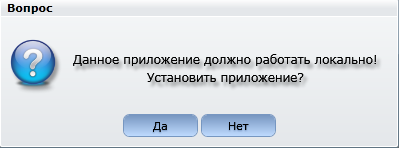 Вопрос
Данное приложение должно работать локально!
Установить приложение?
Да
Нет